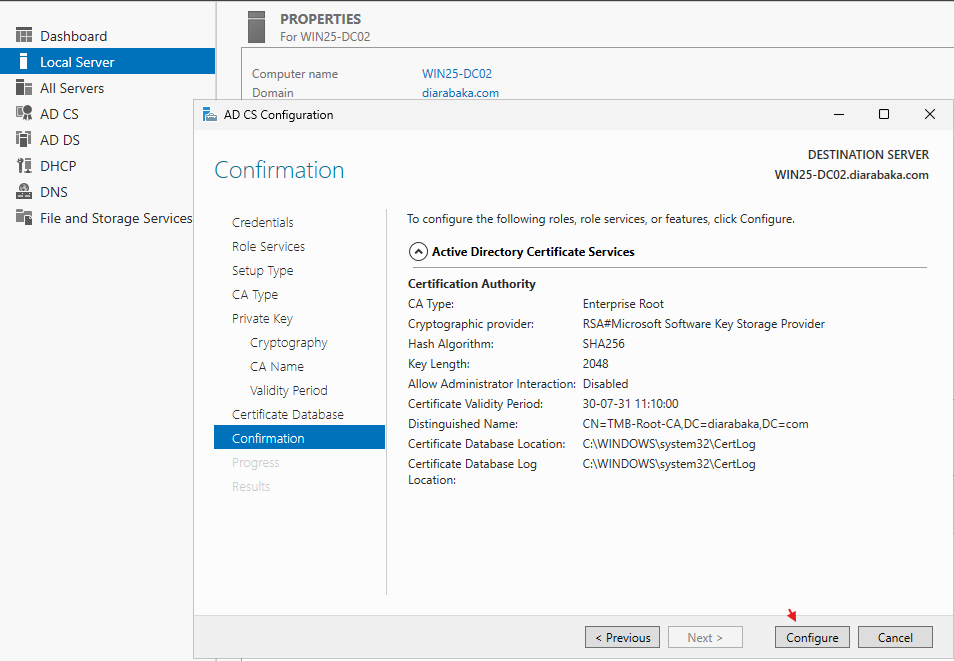 Dashboard
Local Server
All Servers
AD CS
AD DS
DHCP
DNS
File and Storage Services
PROPERTIES
For WIN25-DC02
Computer name WIN25-DC02
Domain diarabaka.com
AD CS Configuration
Confirmation
DESTINATION SERVER
WIN25-DC02.diarabaka.com
Credentials
Role Services
Setup Type
CA Type
Private Key
Cryptography
CA Name
Validity Period
Certificate Database
Confirmation
Progress
Results
To configure the following roles, role services, or features, click Configure.
Active Directory Certificate Services
Certification Authority
CA Type: Enterprise Root
Cryptographic provider: RSA#Microsoft Software Key Storage Provider
Hash Algorithm: SHA256
Key Length: 2048
Allow Administrator Interaction: Disabled
Certificate Validity Period: 30-07-31 11:10:00
Distinguished Name: CN=TMB-Root-CA,DC=diarabaka,DC=com
Certificate Database Location: C:\WINDOWS\system32\CertLog
Certificate Database Log C:\WINDOWS\system32\CertLog
Location:
< Previous
Next >
Configure
Cancel